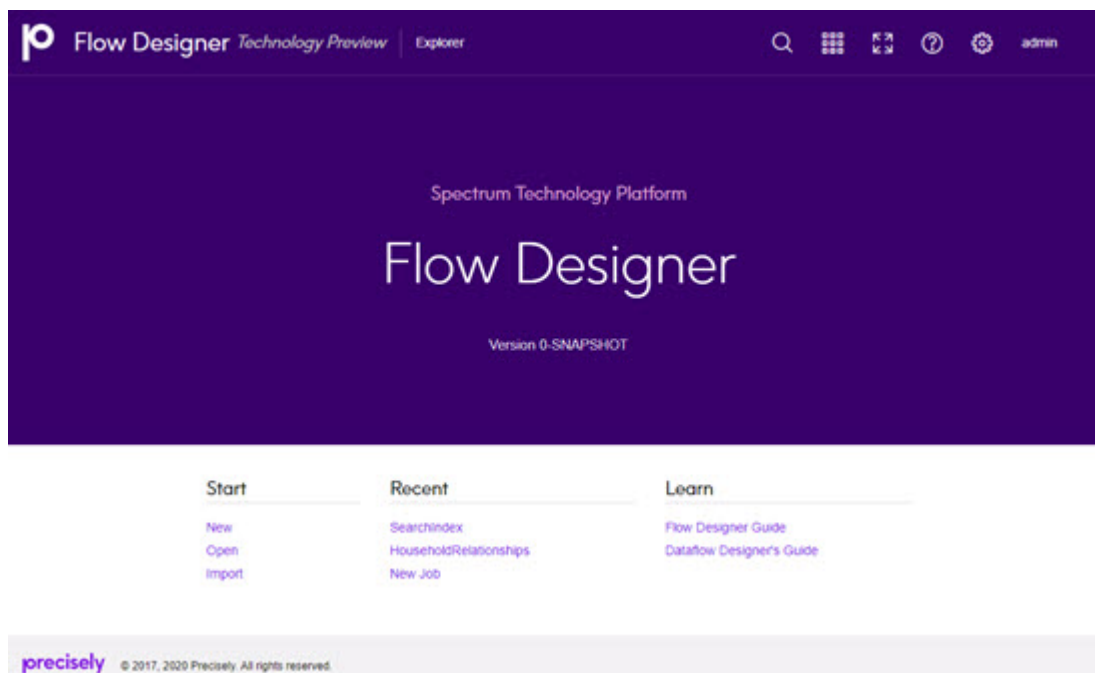 Flow Designer Technology Preview Explorer admin
Spectrum Technology Platform
Flow Designer
Version 0-SNAPSHOT
Start
New
Open
Import
Recent
SearchIndex
HouseholdRelationships
New Job
Learn
Flow Designer Guide
Dataflow Designer's Guide
precisely © 2017, 2020 Precisely. All rights reserved.